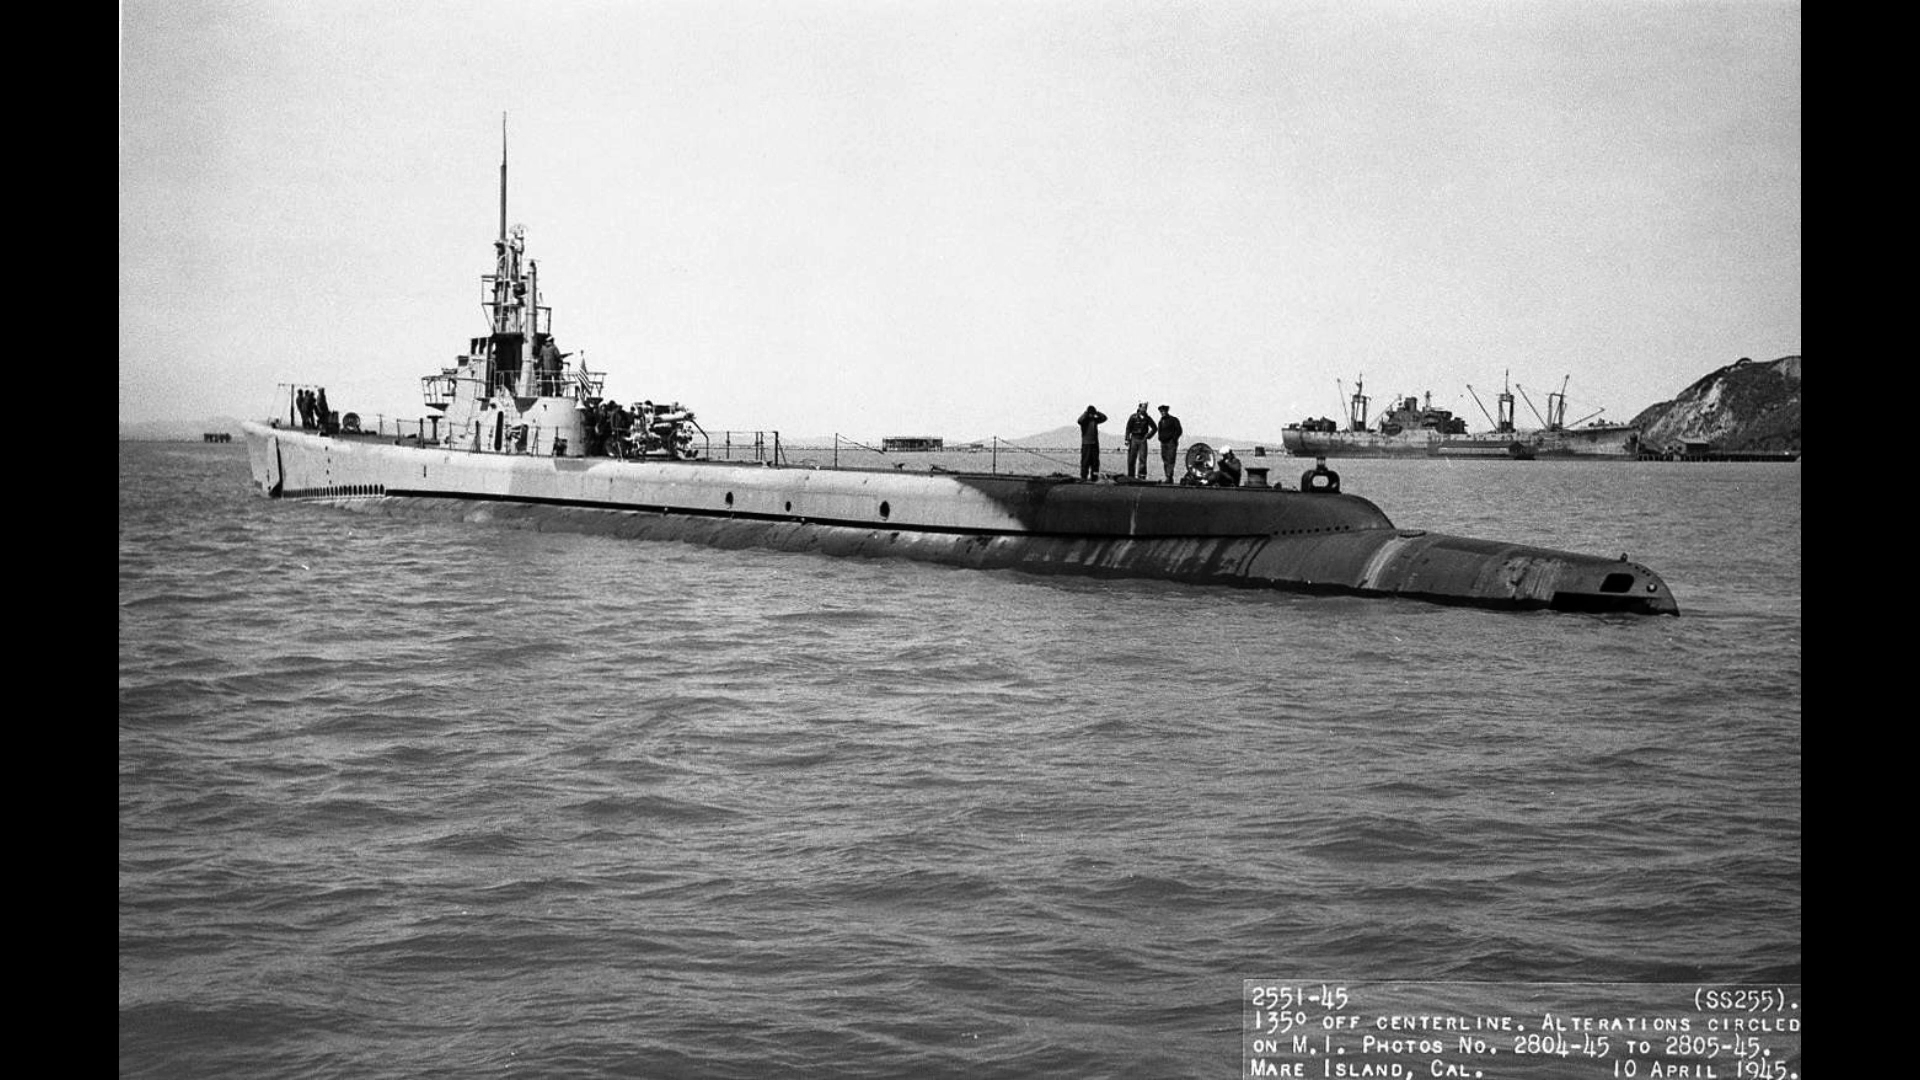 2551-45 (SS255).
135º OFF CENTERLINE. ALTERATIONS CIRCLED
ON M.I. PHOTOS NO. 2804-45 TO 2805-45.
MARE ISLAND, CAL. 10 APRIL 1945.